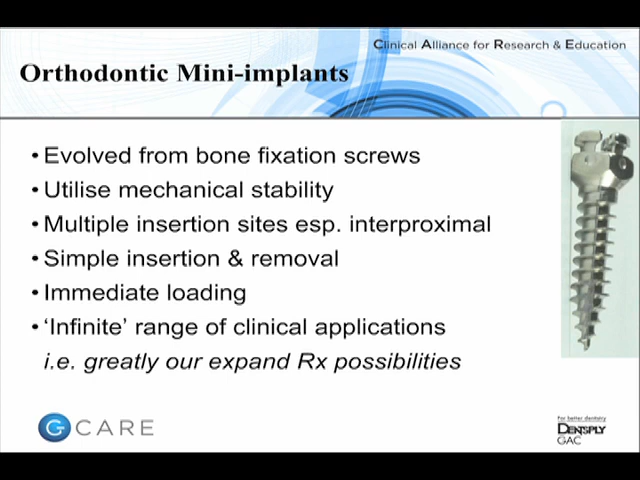 Clinical Alliance for Research & Education
Orthodontic Mini-implants
• Evolved from bone fixation screws
• Utilise mechanical stability
• Multiple insertion sites esp. interproximal
• Simple insertion & removal
• Immediate loading
• ‘Infinite’ range of clinical applications
i.e. greatly our expand Rx possibilities
G CARE
For better dentistry
DENTSPLY
GAC